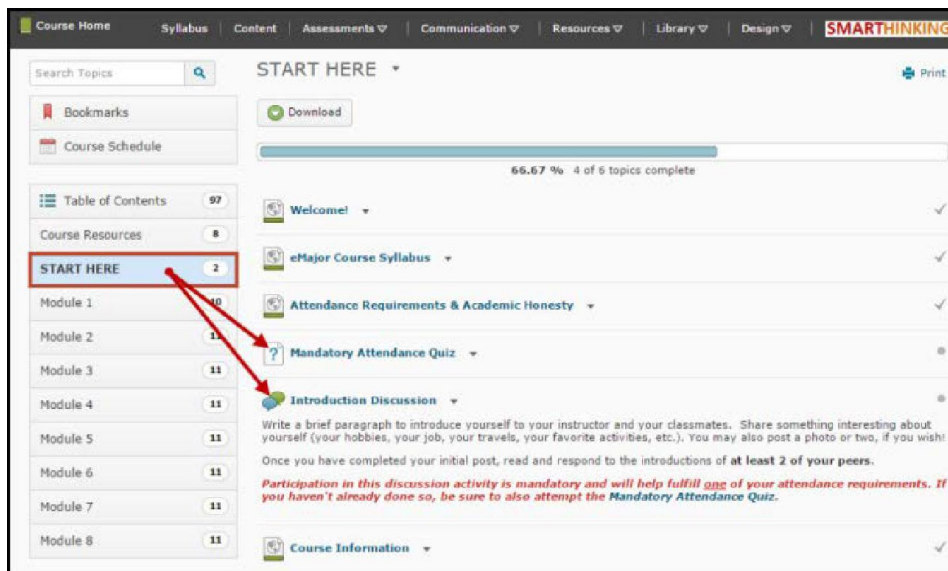 Course Home Syllabus Content Assessments Communication Resources Library Design SMARTHINKING
Search Topics
Bookmarks
Course Schedule
Table of Contents 97
Course Resources 8
START HERE 2
Module 1 10
Module 2 11
Module 3 11
Module 4 11
Module 5 11
Module 6 11
Module 7 11
Module 8 11
START HERE
Print
Download
66.67 % 4 of 6 topics complete
Welcome!
eMajor Course Syllabus
Attendance Requirements & Academic Honesty
Mandatory Attendance Quiz
Introduction Discussion
Write a brief paragraph to introduce yourself to your instructor and your classmates. Share something interesting about
yourself (your hobbies, your job, your travels, your favorite activities, etc.). You may also post a photo or two, if you wish!
Once you have completed your initial post, read and respond to the introductions of at least 2 of your peers.
Participation in this discussion activity is mandatory and will help fulfill one of your attendance requirements. If
you haven't already done so, be sure to also attempt the Mandatory Attendance Quiz.
Course Information